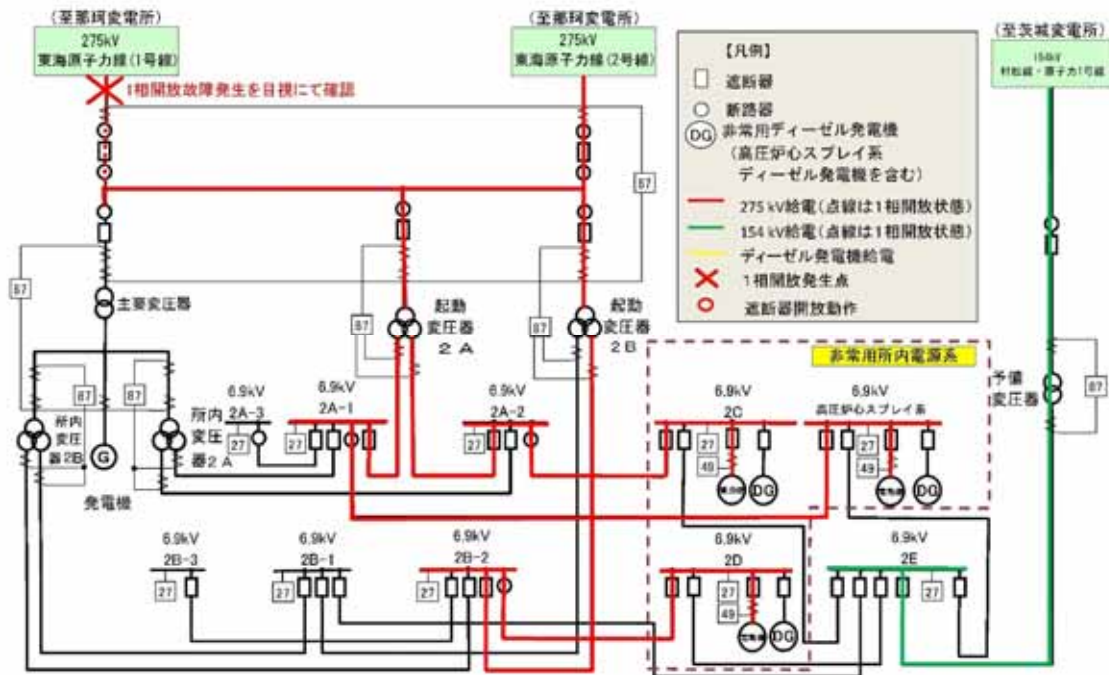 (至那珂変電所)
275kV
東海原子力線(1号線)
1相開放故障発生を目視にて確認
(至那珂変電所)
275kV
東海原子力線(2号線)
(至茨城変電所)
154kV
村松線・原子力1号線
【凡例】
遮断器
断路器
DG
非常用ディーゼル発電機
(高圧炉心スプレイ系
ディーゼル発電機を含む)
275kV給電(点線は1相開放状態)
154kV給電(点線は1相開放状態)
ディーゼル発電機給電
1相開放発生点
遮断器開放動作
87
87
主要変圧器
87
起動
変圧器
2A
87
起動
変圧器
2B
非常用所内電源系
予備
変圧器
87
所内
変圧
器2B
87
G
発電機
87
所内
変圧
器2A
6.9kV
2A-3
27
6.9kV
2A-1
27
6.9kV
2A-2
27
6.9kV
2C
27
49
電動機
DG
6.9kV
高圧炉心スプレイ系
27
49
電動機
DG
6.9kV
2B-3
27
6.9kV
2B-1
27
6.9kV
2B-2
27
6.9kV
2D
27
49
電動機
DG
6.9kV
2E
27